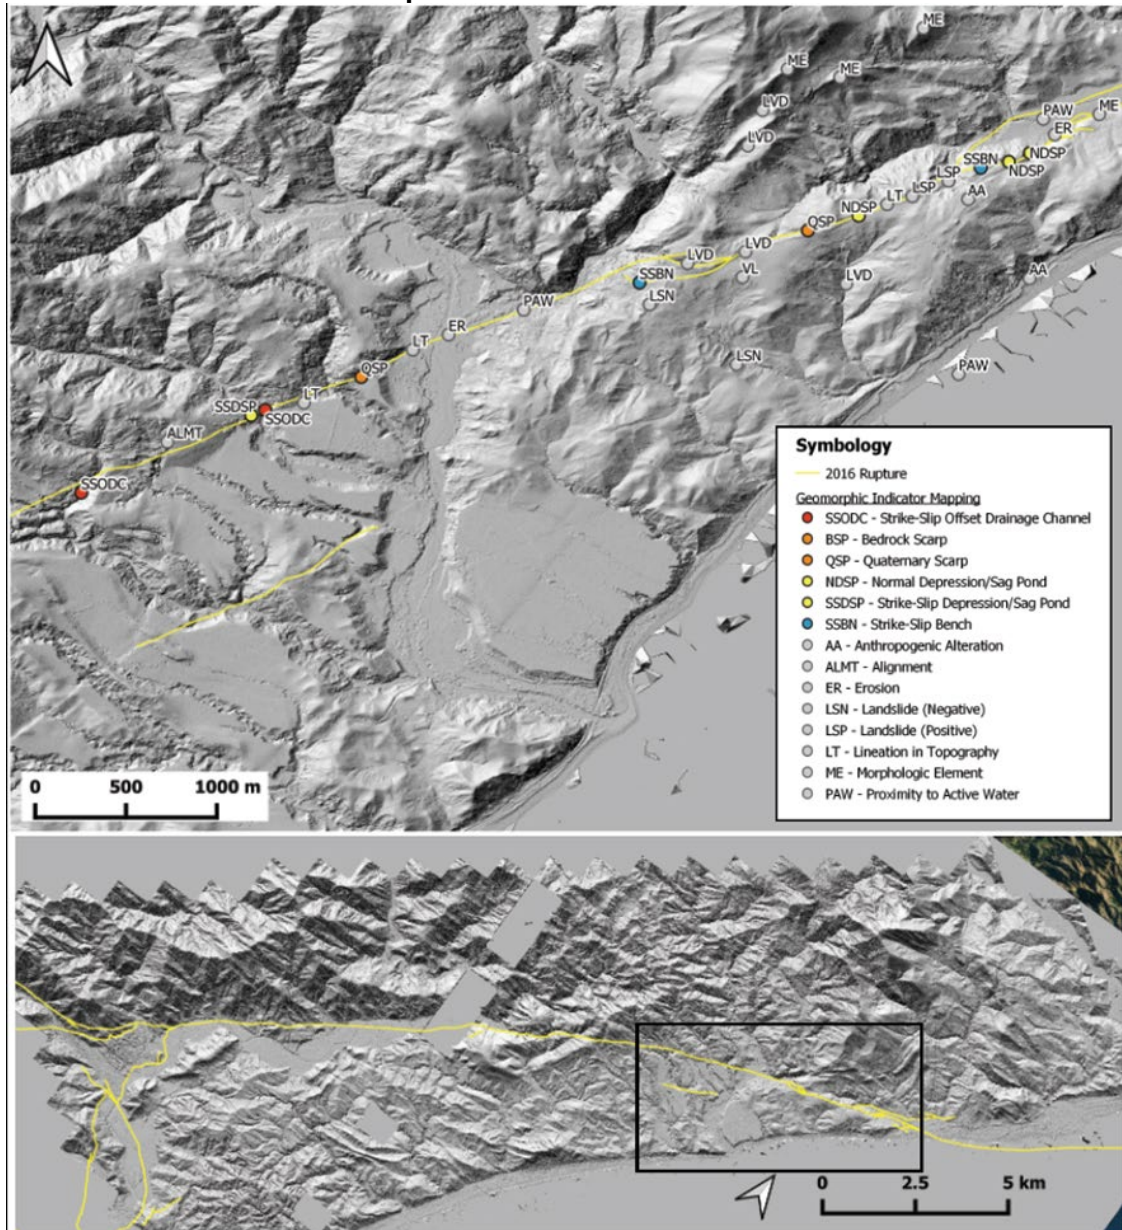 ME
ME
ME
LVD
LVD
PAW
ME
ER
SSBN
NDSP
NDSP
LSP
LSP
AA
LT
NDSP
QSP
LVD
LVD
VL
LVD
AA
SSBN
LSN
PAW
ER
LT
LSN
PAW
QSP
LT
SSDSP
SSODC
ALMT
SSODC
Symbology
2016 Rupture
Geomorphic Indicator Mapping
SSODC - Strike-Slip Offset Drainage Channel
BSP - Bedrock Scarp
QSP - Quaternary Scarp
NDSP - Normal Depression/Sag Pond
SSDSP - Strike-Slip Depression/Sag Pond
SSBN - Strike-Slip Bench
AA - Anthropogenic Alteration
ALMT - Alignment
ER - Erosion
LSN - Landslide (Negative)
LSP - Landslide (Positive)
LT - Lineation in Topography
ME - Morphologic Element
PAW - Proximity to Active Water
0 500 1000 m
0 2.5 5 km